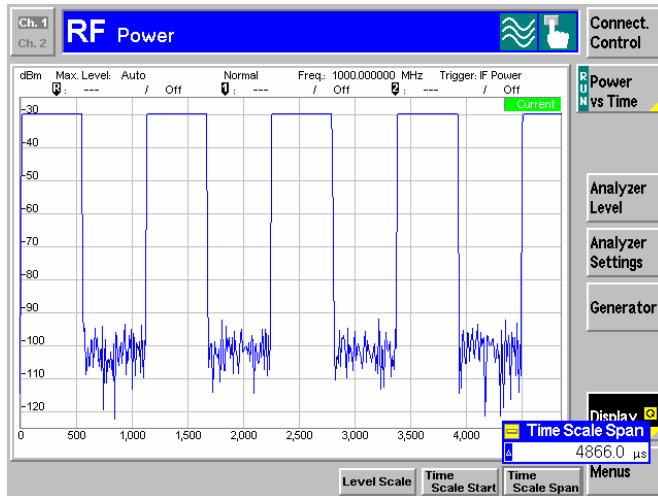 Ch. 1
Ch. 2
RF Power
Connect.
Control
dBm Max. Level: Auto Normal Freq.: 1000.000000 MHz Trigger: IF Power
R : --- / Off 1 : --- / Off 2 : --- / Off
Current
RUN
Power
vs Time
-30
-40
-50
-60
-70
-80
-90
-100
-110
-120
0 500 1,000 1,500 2,000 2,500 3,000 3,500 4,000
Analyzer
Level
Analyzer
Settings
Generator
Display
Time Scale Span
Δ 4866.0 µs
Level Scale
Time
Scale Start
Time
Scale Span
Menus